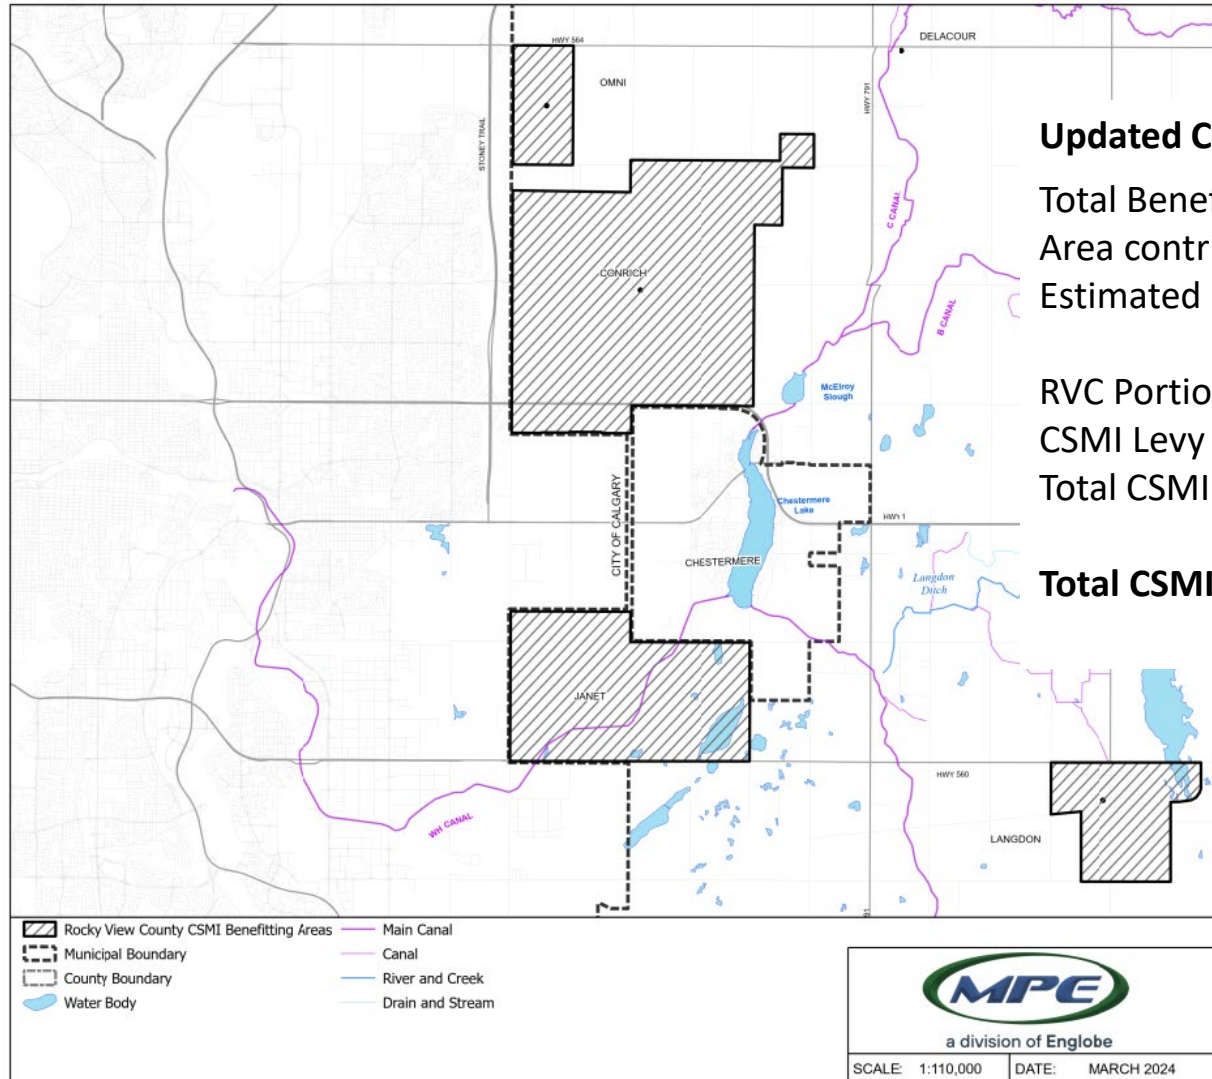 HWY 564
DELACOUR
OMNI
HWY 791
STONEY TRAIL
Updated C
Total Benef
Area contri
Estimated
C CANAL
CONRICH
B CANAL
McElroy
Slough
RVC Portio
CSMI Levy
Total CSMI
CITY OF CALGARY
Chestermere
Lake
HWY 1
CHESTERMERE
Langdon
Ditch
Total CSMI
JANET
HWY 560
WH CANAL
LANGDON
91
Rocky View County CSMI Benefitting Areas
Municipal Boundary
County Boundary
Water Body
Main Canal
Canal
River and Creek
Drain and Stream
MPE
a division of Englobe
SCALE: 1:110,000 DATE: MARCH 2024